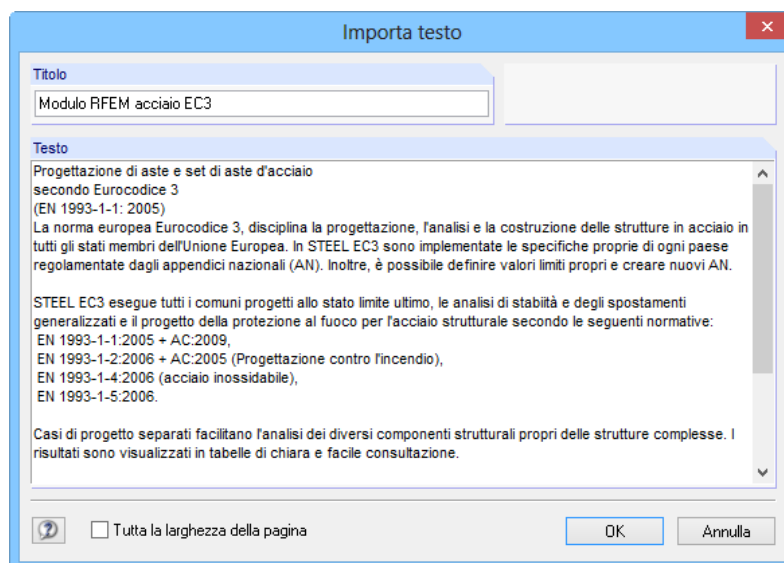 Importa testo
Titolo
Modulo RFEM acciaio EC3
Testo
Progettazione di aste e set di aste d'acciaio
secondo Eurocodice 3
(EN 1993-1-1: 2005)
La norma europea Eurocodice 3, disciplina la progettazione, l'analisi e la costruzione delle strutture in acciaio in
tutti gli stati membri dell'Unione Europea. In STEEL EC3 sono implementate le specifiche proprie di ogni paese
regolamentate dagli appendici nazionali (AN). Inoltre, è possibile definire valori limiti propri e creare nuovi AN.
STEEL EC3 esegue tutti i comuni progetti allo stato limite ultimo, le analisi di stabiità e degli spostamenti
generalizzati e il progetto della protezione al fuoco per l'acciaio strutturale secondo le seguenti normative:
EN 1993-1-1:2005 + AC:2009,
EN 1993-1-2:2006 + AC:2005 (Progettazione contro l'incendio),
EN 1993-1-4:2006 (acciaio inossidabile),
EN 1993-1-5:2006.
Casi di progetto separati facilitano l'analisi dei diversi componenti strutturali propri delle strutture complesse. I
risultati sono visualizzati in tabelle di chiara e facile consultazione.
Tutta la larghezza della pagina
OK
Annulla